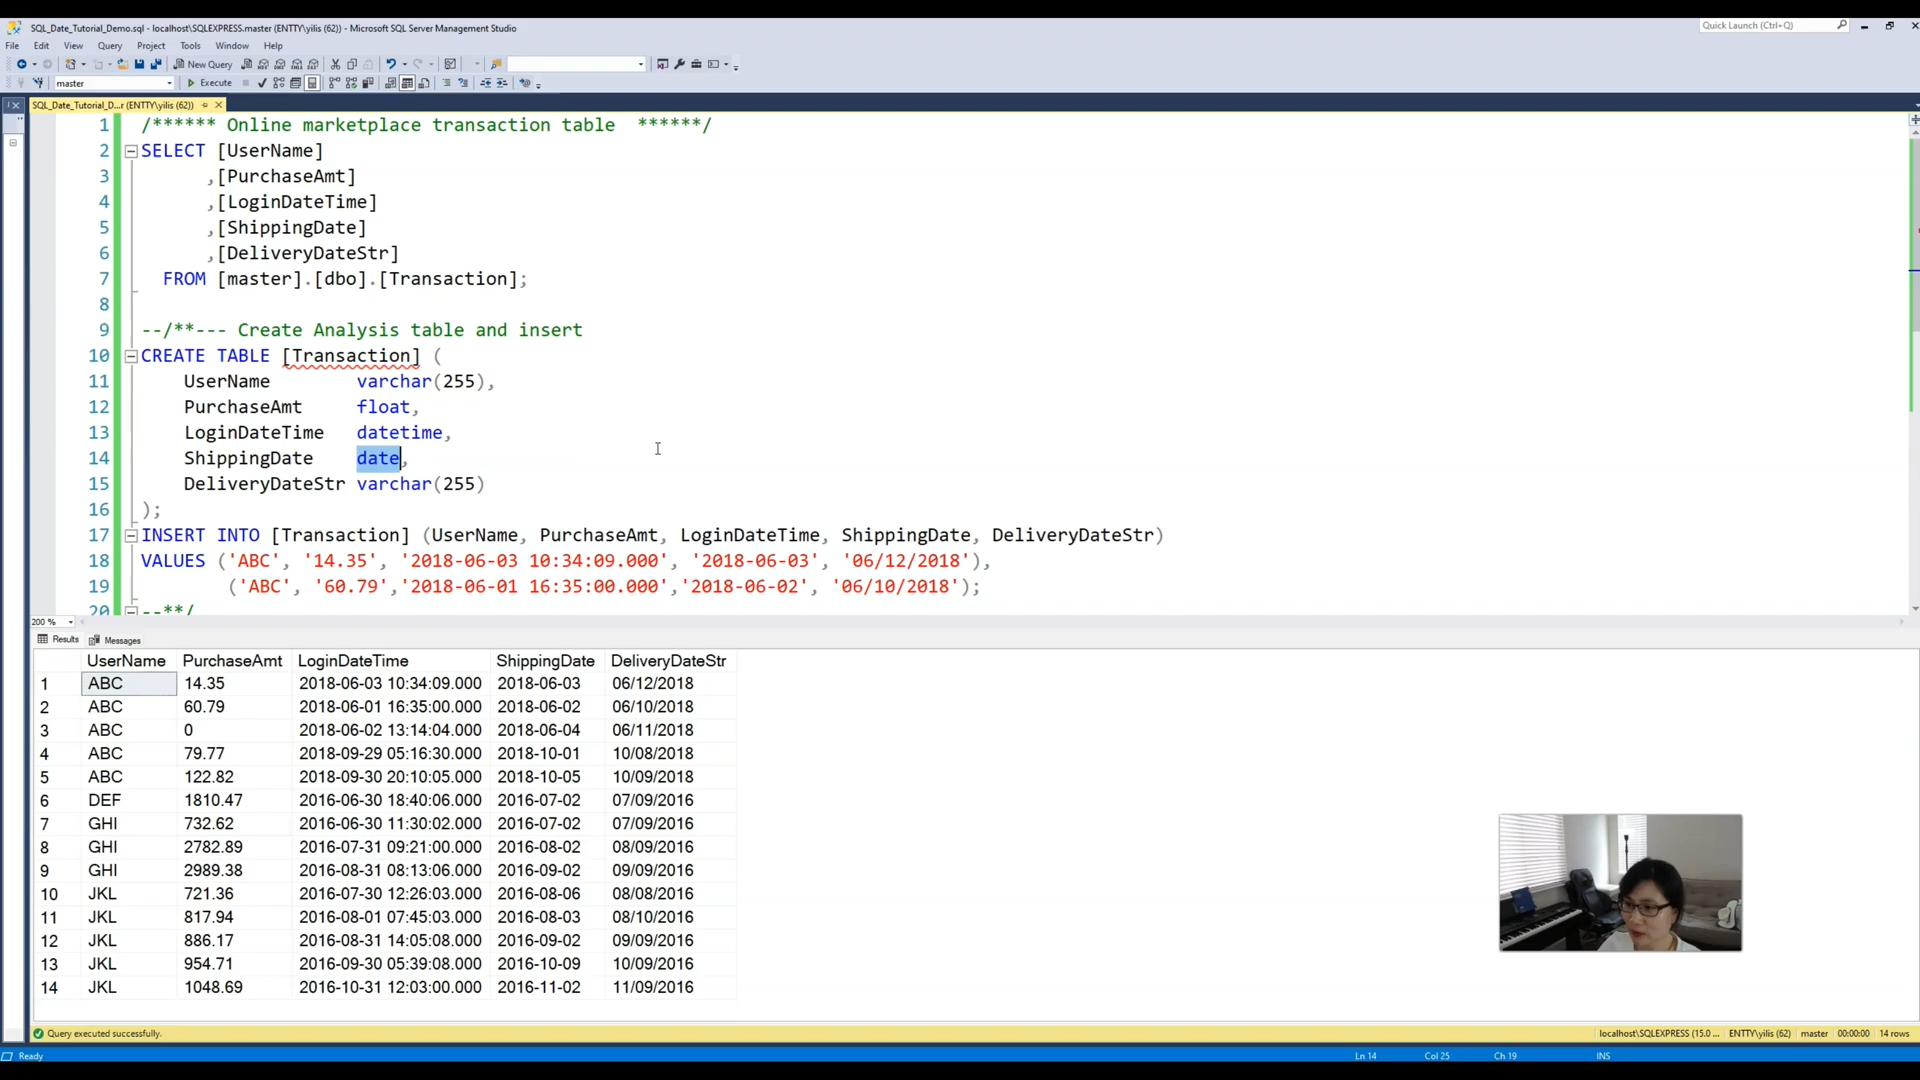 SQL_Date_Tutorial_Demo.sql - localhost\SQLEXPRESS.master (ENTTY\yilis (62)) - Microsoft SQL Server Management Studio
Quick Launch (Ctrl+Q)
File Edit View Query Project Tools Window Help
New Query
master Execute
SQL_Date_Tutorial_D...r (ENTTY\yilis (62))
1 /****** Online marketplace transaction table ******/
2 SELECT [UserName]
3 ,[PurchaseAmt]
4 ,[LoginDateTime]
5 ,[ShippingDate]
6 ,[DeliveryDateStr]
7 FROM [master].[dbo].[Transaction];
8
9 --/**--- Create Analysis table and insert
10 CREATE TABLE [Transaction] (
11 UserName varchar(255),
12 PurchaseAmt float,
13 LoginDateTime datetime,
14 ShippingDate date,
15 DeliveryDateStr varchar(255)
16 );
17 INSERT INTO [Transaction] (UserName, PurchaseAmt, LoginDateTime, ShippingDate, DeliveryDateStr)
18 VALUES ('ABC', '14.35', '2018-06-03 10:34:09.000', '2018-06-03', '06/12/2018'),
19 ('ABC', '60.79','2018-06-01 16:35:00.000','2018-06-02', '06/10/2018');
20 --**/
200 %
Results Messages
UserName PurchaseAmt LoginDateTime ShippingDate DeliveryDateStr
1 ABC 14.35 2018-06-03 10:34:09.000 2018-06-03 06/12/2018
2 ABC 60.79 2018-06-01 16:35:00.000 2018-06-02 06/10/2018
3 ABC 0 2018-06-02 13:14:04.000 2018-06-04 06/11/2018
4 ABC 79.77 2018-09-29 05:16:30.000 2018-10-01 10/08/2018
5 ABC 122.82 2018-09-30 20:10:05.000 2018-10-05 10/09/2018
6 DEF 1810.47 2016-06-30 18:40:06.000 2016-07-02 07/09/2016
7 GHI 732.62 2016-06-30 11:30:02.000 2016-07-02 07/09/2016
8 GHI 2782.89 2016-07-31 09:21:00.000 2016-08-02 08/09/2016
9 GHI 2989.38 2016-08-31 08:13:06.000 2016-09-02 09/09/2016
10 JKL 721.36 2016-07-30 12:26:03.000 2016-08-06 08/08/2016
11 JKL 817.94 2016-08-01 07:45:03.000 2016-08-03 08/10/2016
12 JKL 886.17 2016-08-31 14:05:08.000 2016-09-02 09/09/2016
13 JKL 954.71 2016-09-30 05:39:08.000 2016-10-09 10/09/2016
14 JKL 1048.69 2016-10-31 12:03:00.000 2016-11-02 11/09/2016
Query executed successfully.
localhost\SQLEXPRESS (15.0 ... ENTTY\yilis (62) master 00:00:00 14 rows
Ready Ln 14 Col 25 Ch 19 INS